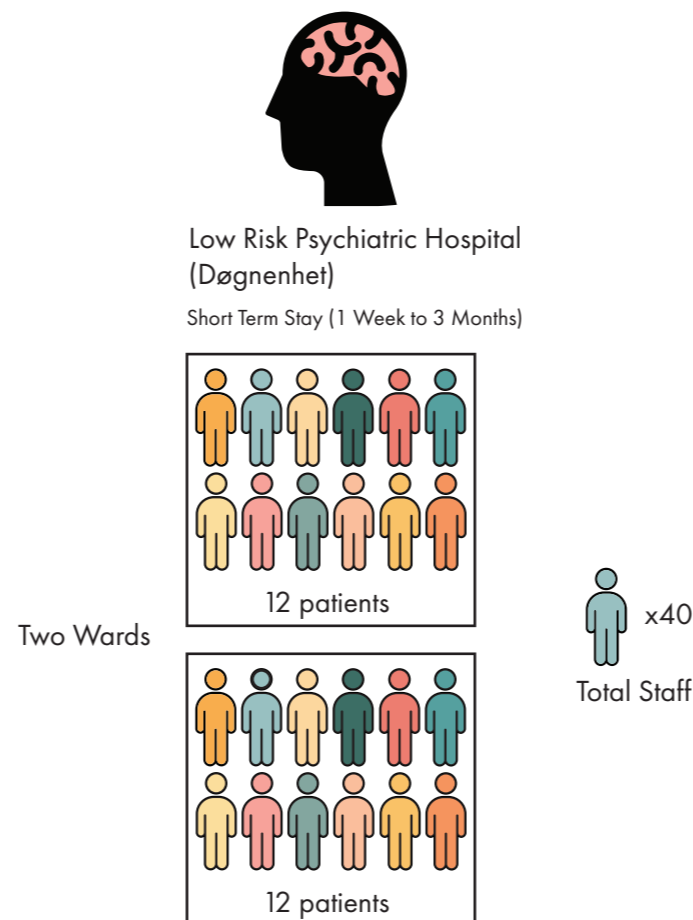 Low Risk Psychiatric Hospital
(Døgnenhet)
Short Term Stay (1 Week to 3 Months)
12 patients
Two Wards
x40
Total Staff
12 patients